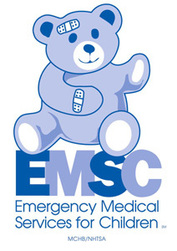 EMSC
Emergency Medical
Services for Children
MCHB/NHTSA